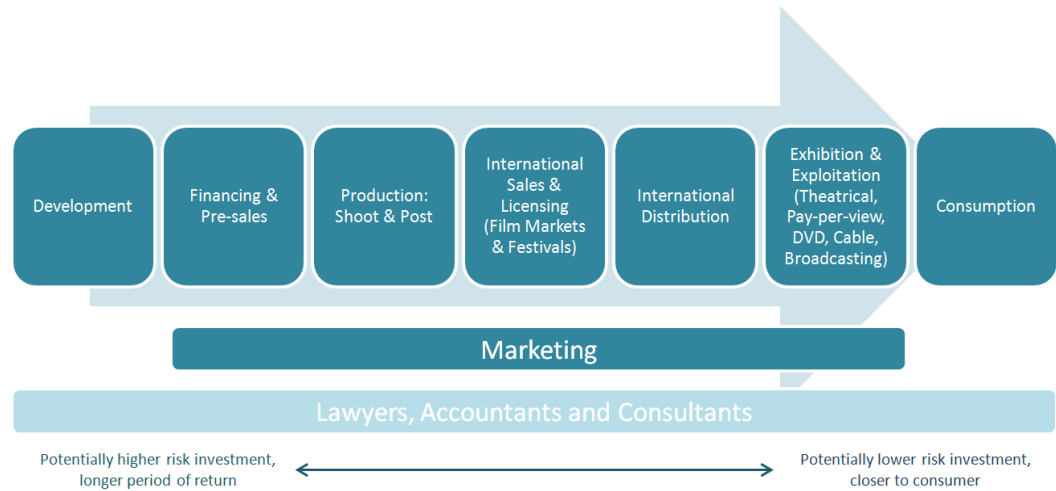 Development
Financing &
Pre-sales
Production:
Shoot & Post
International
Sales &
Licensing
(Film Markets
& Festivals)
International
Distribution
Exhibition &
Exploitation
(Theatrical,
Pay-per-view,
DVD, Cable,
Broadcasting)
Consumption
Marketing
Lawyers, Accountants and Consultants
Potentially higher risk investment,
longer period of return
Potentially lower risk investment,
closer to consumer